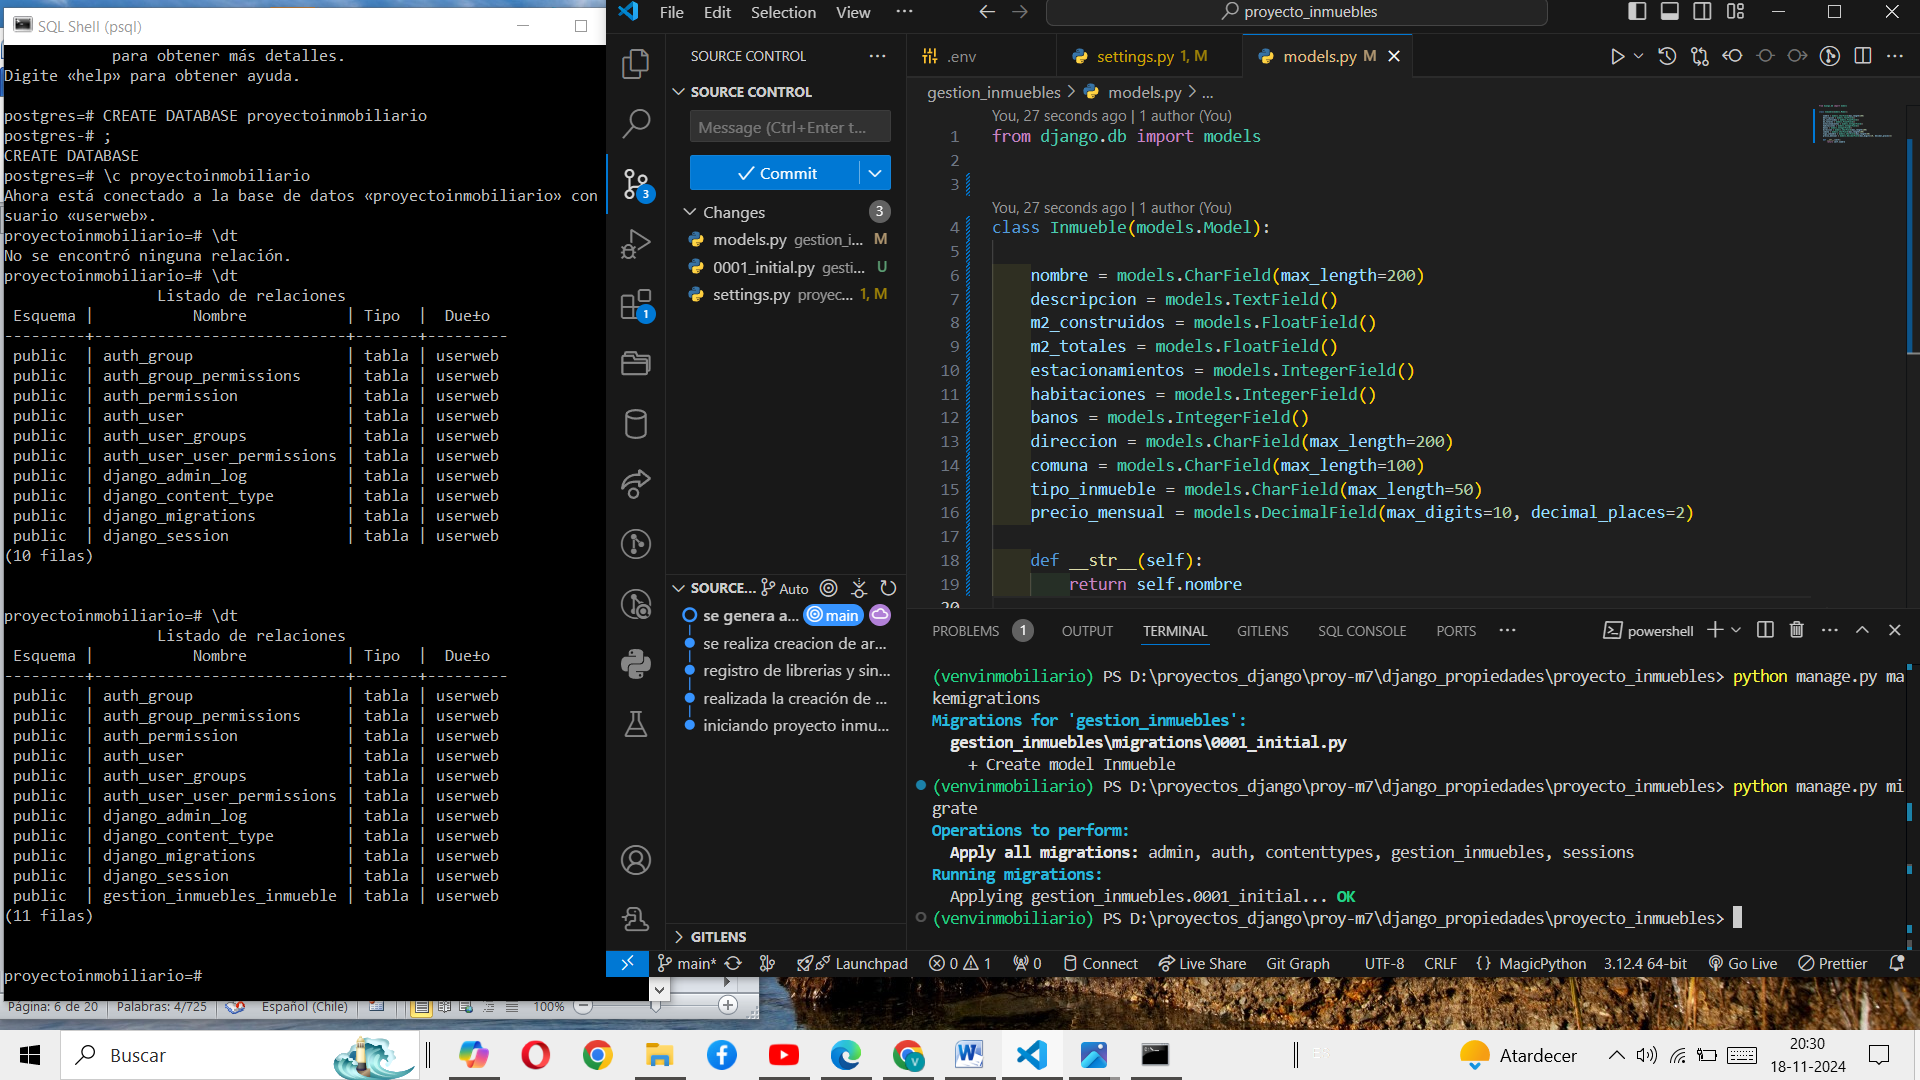 SQL Shell (psql)
para obtener más detalles.
Digite «help» para obtener ayuda.
postgres=# CREATE DATABASE proyectoinmobiliario
postgres-# ;
CREATE DATABASE
postgres=# \c proyectoinmobiliario
Ahora está conectado a la base de datos «proyectoinmobiliario» con
suario «userweb».
proyectoinmobiliario=# \dt
No se encontró ninguna relación.
proyectoinmobiliario=# \dt
Listado de relaciones
Esquema | Nombre | Tipo | Due±o
---------+----------------------------+-------+---------
public | auth_group | tabla | userweb
public | auth_group_permissions | tabla | userweb
public | auth_permission | tabla | userweb
public | auth_user | tabla | userweb
public | auth_user_groups | tabla | userweb
public | auth_user_user_permissions | tabla | userweb
public | django_admin_log | tabla | userweb
public | django_content_type | tabla | userweb
public | django_migrations | tabla | userweb
public | django_session | tabla | userweb
(10 filas)
proyectoinmobiliario=# \dt
Listado de relaciones
Esquema | Nombre | Tipo | Due±o
---------+----------------------------+-------+---------
public | auth_group | tabla | userweb
public | auth_group_permissions | tabla | userweb
public | auth_permission | tabla | userweb
public | auth_user | tabla | userweb
public | auth_user_groups | tabla | userweb
public | auth_user_user_permissions | tabla | userweb
public | django_admin_log | tabla | userweb
public | django_content_type | tabla | userweb
public | django_migrations | tabla | userweb
public | django_session | tabla | userweb
public | gestion_inmuebles_inmueble | tabla | userweb
(11 filas)
proyectoinmobiliario=#
Página: 6 de 20 Palabras: 4/725 Español (Chile) 100%
File Edit Selection View ··· proyecto_inmuebles
3
1
SOURCE CONTROL ···
SOURCE CONTROL
Message (Ctrl+Enter t...
Commit
Changes 3
models.py gestion_i... M
0001_initial.py gesti... U
settings.py proyec... 1, M
SOURCE... Auto
se genera a... main
se realiza creacion de ar...
registro de librerias y sin...
realizada la creación de ...
iniciando proyecto inmu...
GITLENS
.env settings.py 1, M models.py M
gestion_inmuebles > models.py > ...
You, 27 seconds ago | 1 author (You)
1 from django.db import models
2
3
You, 27 seconds ago | 1 author (You)
4 class Inmueble(models.Model):
5
6 nombre = models.CharField(max_length=200)
7 descripcion = models.TextField()
8 m2_construidos = models.FloatField()
9 m2_totales = models.FloatField()
10 estacionamientos = models.IntegerField()
11 habitaciones = models.IntegerField()
12 banos = models.IntegerField()
13 direccion = models.CharField(max_length=200)
14 comuna = models.CharField(max_length=100)
15 tipo_inmueble = models.CharField(max_length=50)
16 precio_mensual = models.DecimalField(max_digits=10, decimal_places=2)
17
18 def __str__(self):
19 return self.nombre
20
PROBLEMS 1 OUTPUT TERMINAL GITLENS SQL CONSOLE PORTS ··· powershell
(venvinmobiliario) PS D:\proyectos_django\proy-m7\django_propiedades\proyecto_inmuebles> python manage.py ma
kemigrations
Migrations for 'gestion_inmuebles':
gestion_inmuebles\migrations\0001_initial.py
+ Create model Inmueble
(venvinmobiliario) PS D:\proyectos_django\proy-m7\django_propiedades\proyecto_inmuebles> python manage.py mi
grate
Operations to perform:
Apply all migrations: admin, auth, contenttypes, gestion_inmuebles, sessions
Running migrations:
Applying gestion_inmuebles.0001_initial... OK
(venvinmobiliario) PS D:\proyectos_django\proy-m7\django_propiedades\proyecto_inmuebles>
main* Launchpad 0 1 0 Connect Live Share Git Graph UTF-8 CRLF { } MagicPython 3.12.4 64-bit Go Live Prettier
Buscar Atardecer 20:30
18-11-2024